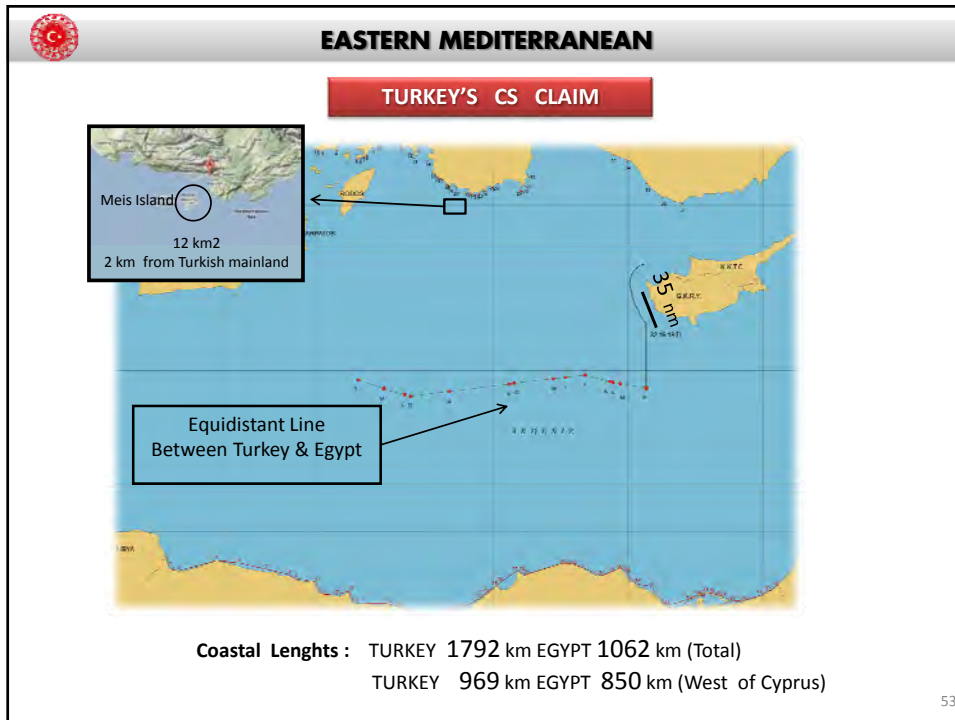 EASTERN MEDITERRANEAN
TURKEY'S CS CLAIM
Meis Island
12 km2
2 km from Turkish mainland
RODOS
K.K.T.C.
G.K.R.Y.
35 nm
Equidistant Line
Between Turkey & Egypt
Coastal Lenghts : TURKEY 1792 km EGYPT 1062 km (Total)
TURKEY 969 km EGYPT 850 km (West of Cyprus)
53